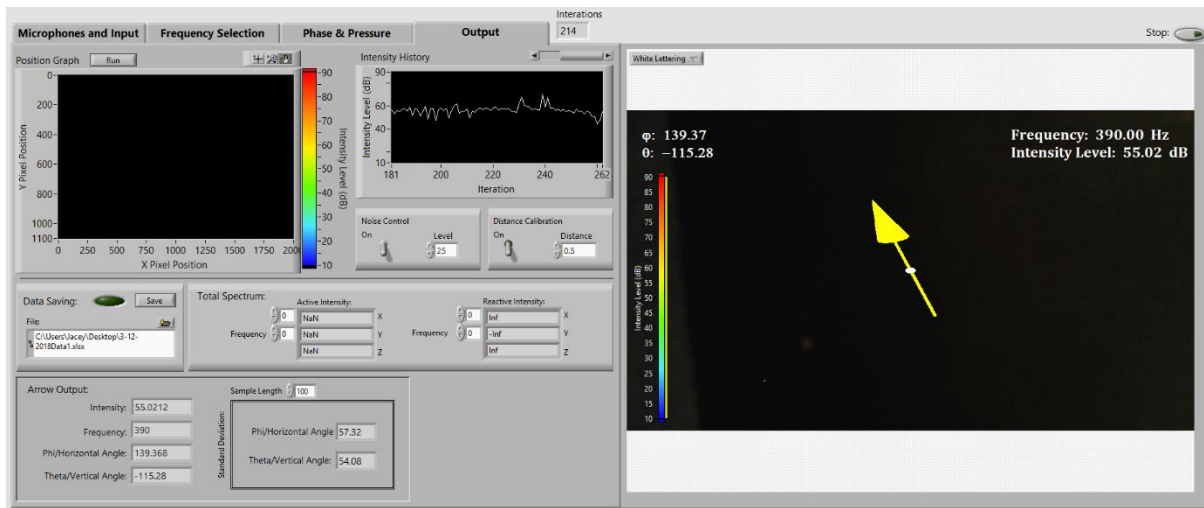 Interations
214
Microphones and Input
Frequency Selection
Phase & Pressure
Output
Stop:
Position Graph
Run
0
200
400
600
800
1000
1100
Y Pixel Position
0 250 500 750 1000 1250 1500 1750 200
X Pixel Position
90
80
70
60
50
40
30
20
10
Intensity Level (dB)
Intensity History
90
60
40
10
Intensity Level (dB)
181 200 220 240 262
Iteration
Noise Control
On
Level
25
Distance Calibration
On
Distance
0.5
Data Saving:
Save
File:
C:\Users\Jacey\Desktop\3-12-
2018Data1.xlsx
Total Spectrum:
Active Intensity:
0 NaN X
Frequency 0 NaN Y
NaN Z
Reactive Intensity:
0 Inf X
Frequency 0 -Inf Y
Inf Z
Arrow Output:
Intensity: 55.0212
Frequency: 390
Phi/Horizontal Angle: 139.368
Theta/Vertical Angle: -115.28
Sample Length 100
Standard Deviation:
Phi/Horizontal Angle 57.32
Theta/Vertical Angle: 54.08
White Lettering
φ: 139.37
θ: −115.28
Frequency: 390.00 Hz
Intensity Level: 55.02 dB
90
85
80
75
70
65
60
55
50
45
40
35
30
25
20
15
10
Intensity Level (dB)